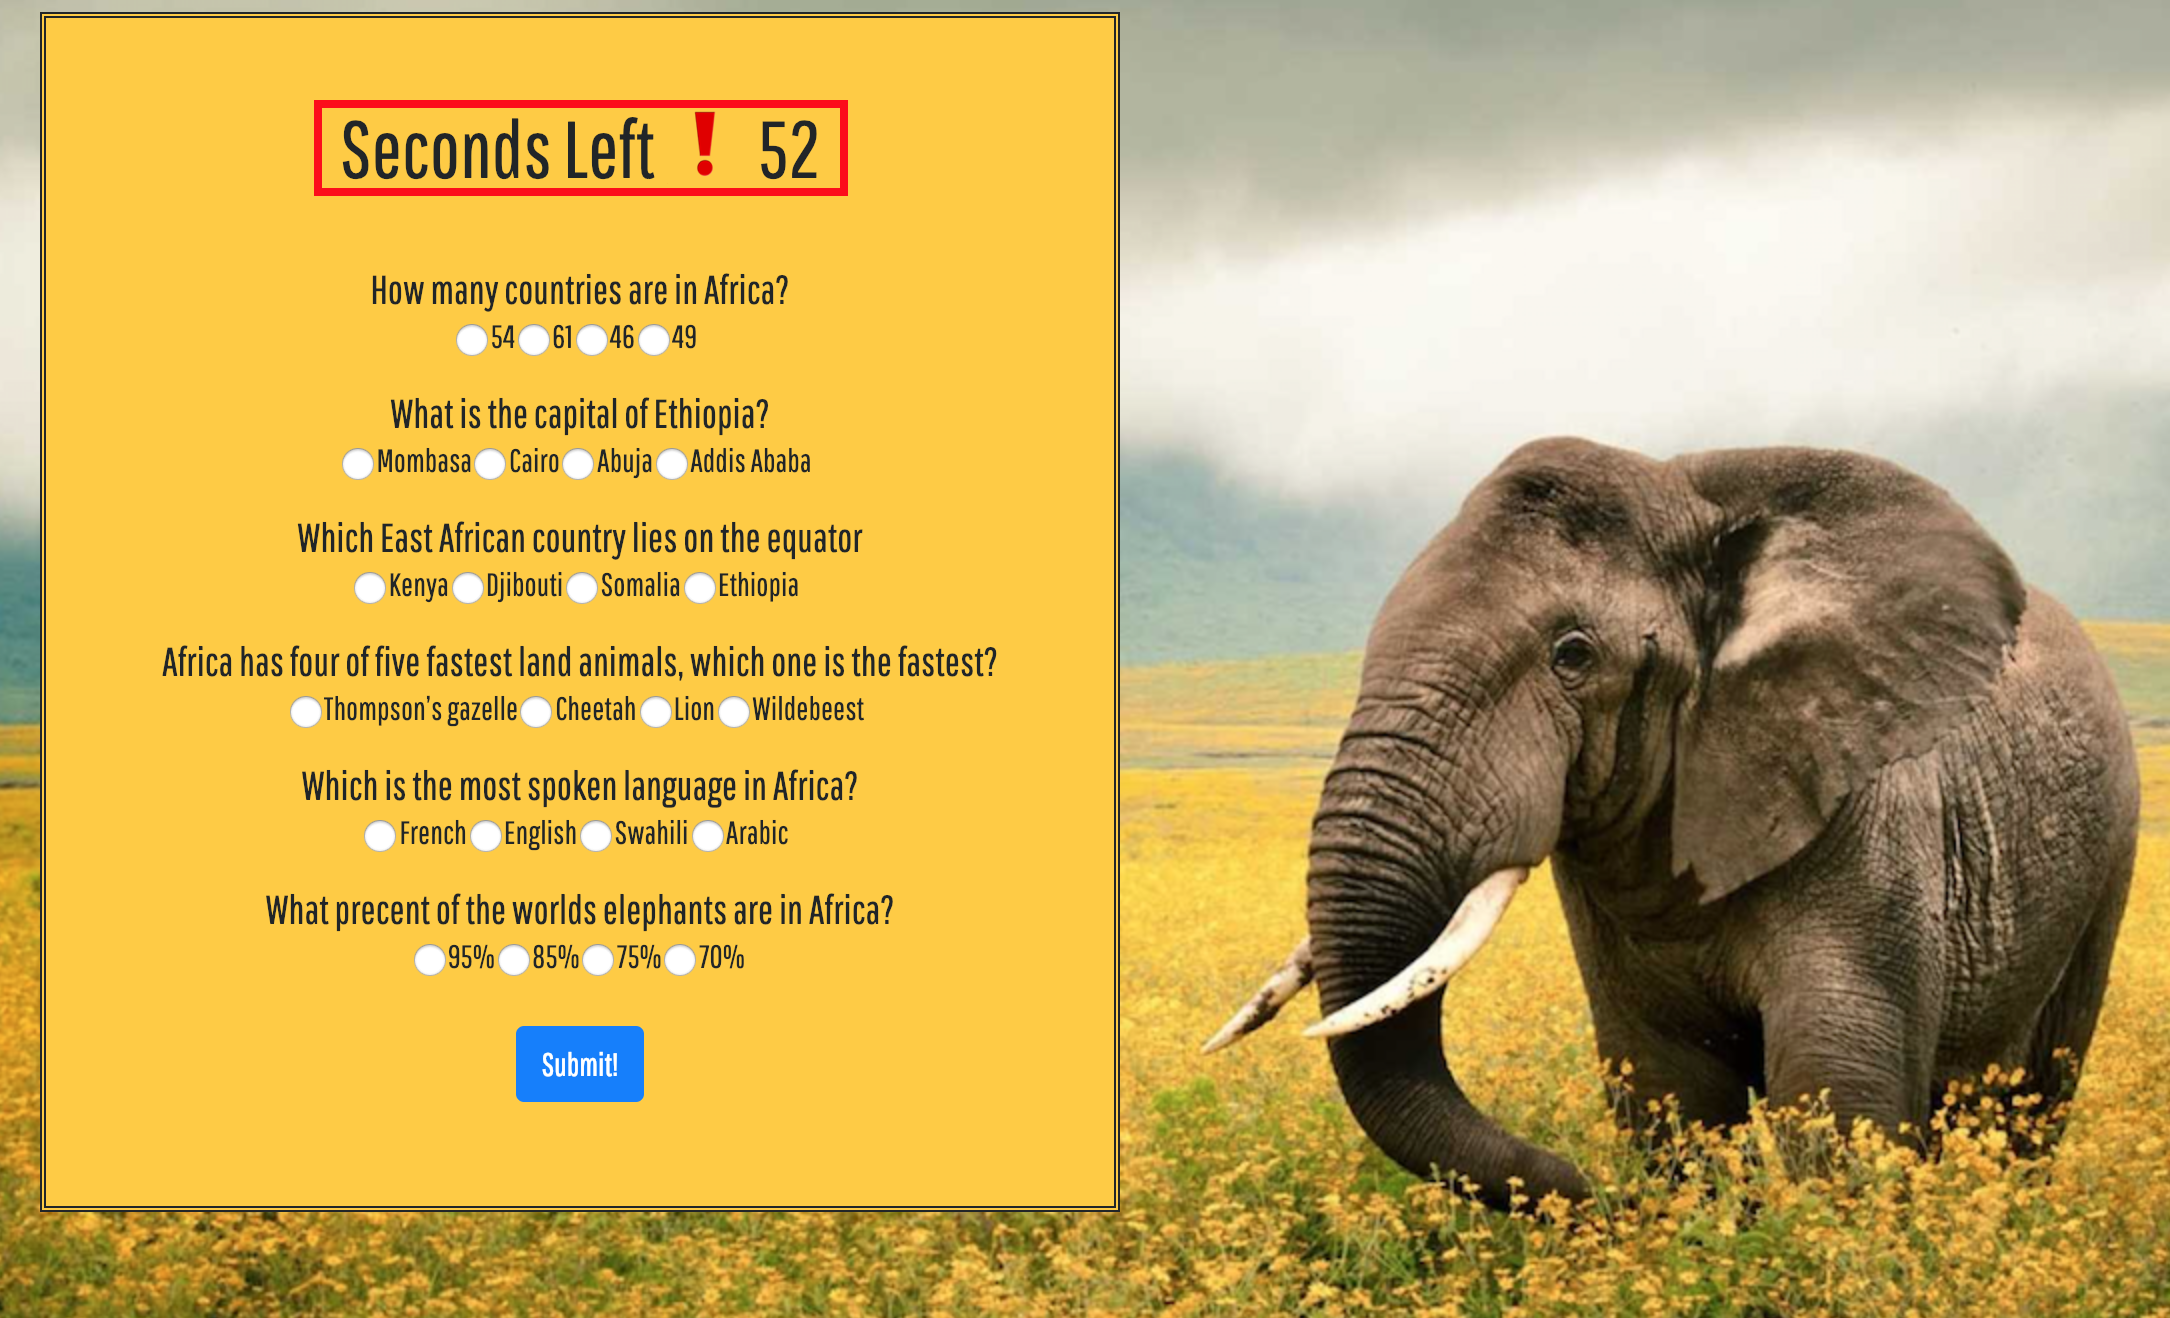 Seconds Left ❗ 52
How many countries are in Africa?
54 61 46 49
What is the capital of Ethiopia?
Mombasa Cairo Abuja Addis Ababa
Which East African country lies on the equator
Kenya Djibouti Somalia Ethiopia
Africa has four of five fastest land animals, which one is the fastest?
Thompson's gazelle Cheetah Lion Wildebeest
Which is the most spoken language in Africa?
French English Swahili Arabic
What precent of the worlds elephants are in Africa?
95% 85% 75% 70%
Submit!